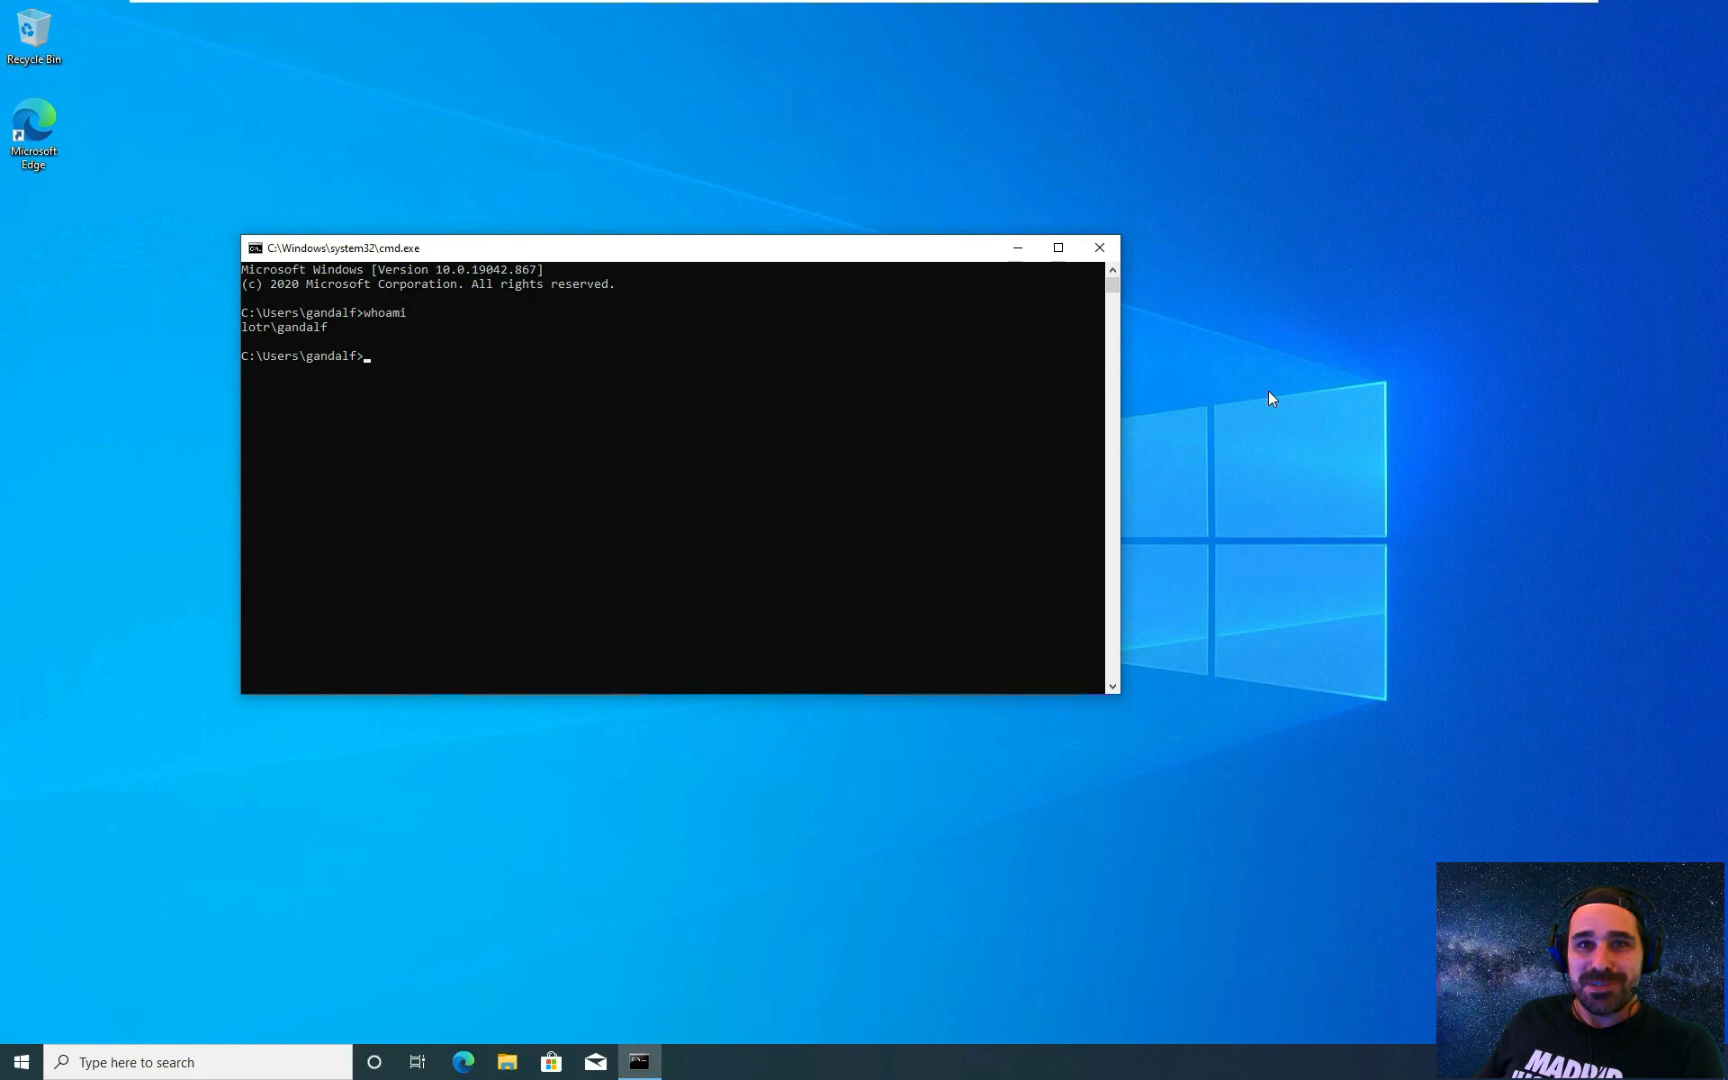 Recycle Bin
Microsoft
Edge
C:\Windows\system32\cmd.exe
Microsoft Windows [Version 10.0.19042.867]
(c) 2020 Microsoft Corporation. All rights reserved.
C:\Users\gandalf>whoami
lotr\gandalf
C:\Users\gandalf>
Type here to search
MADRID